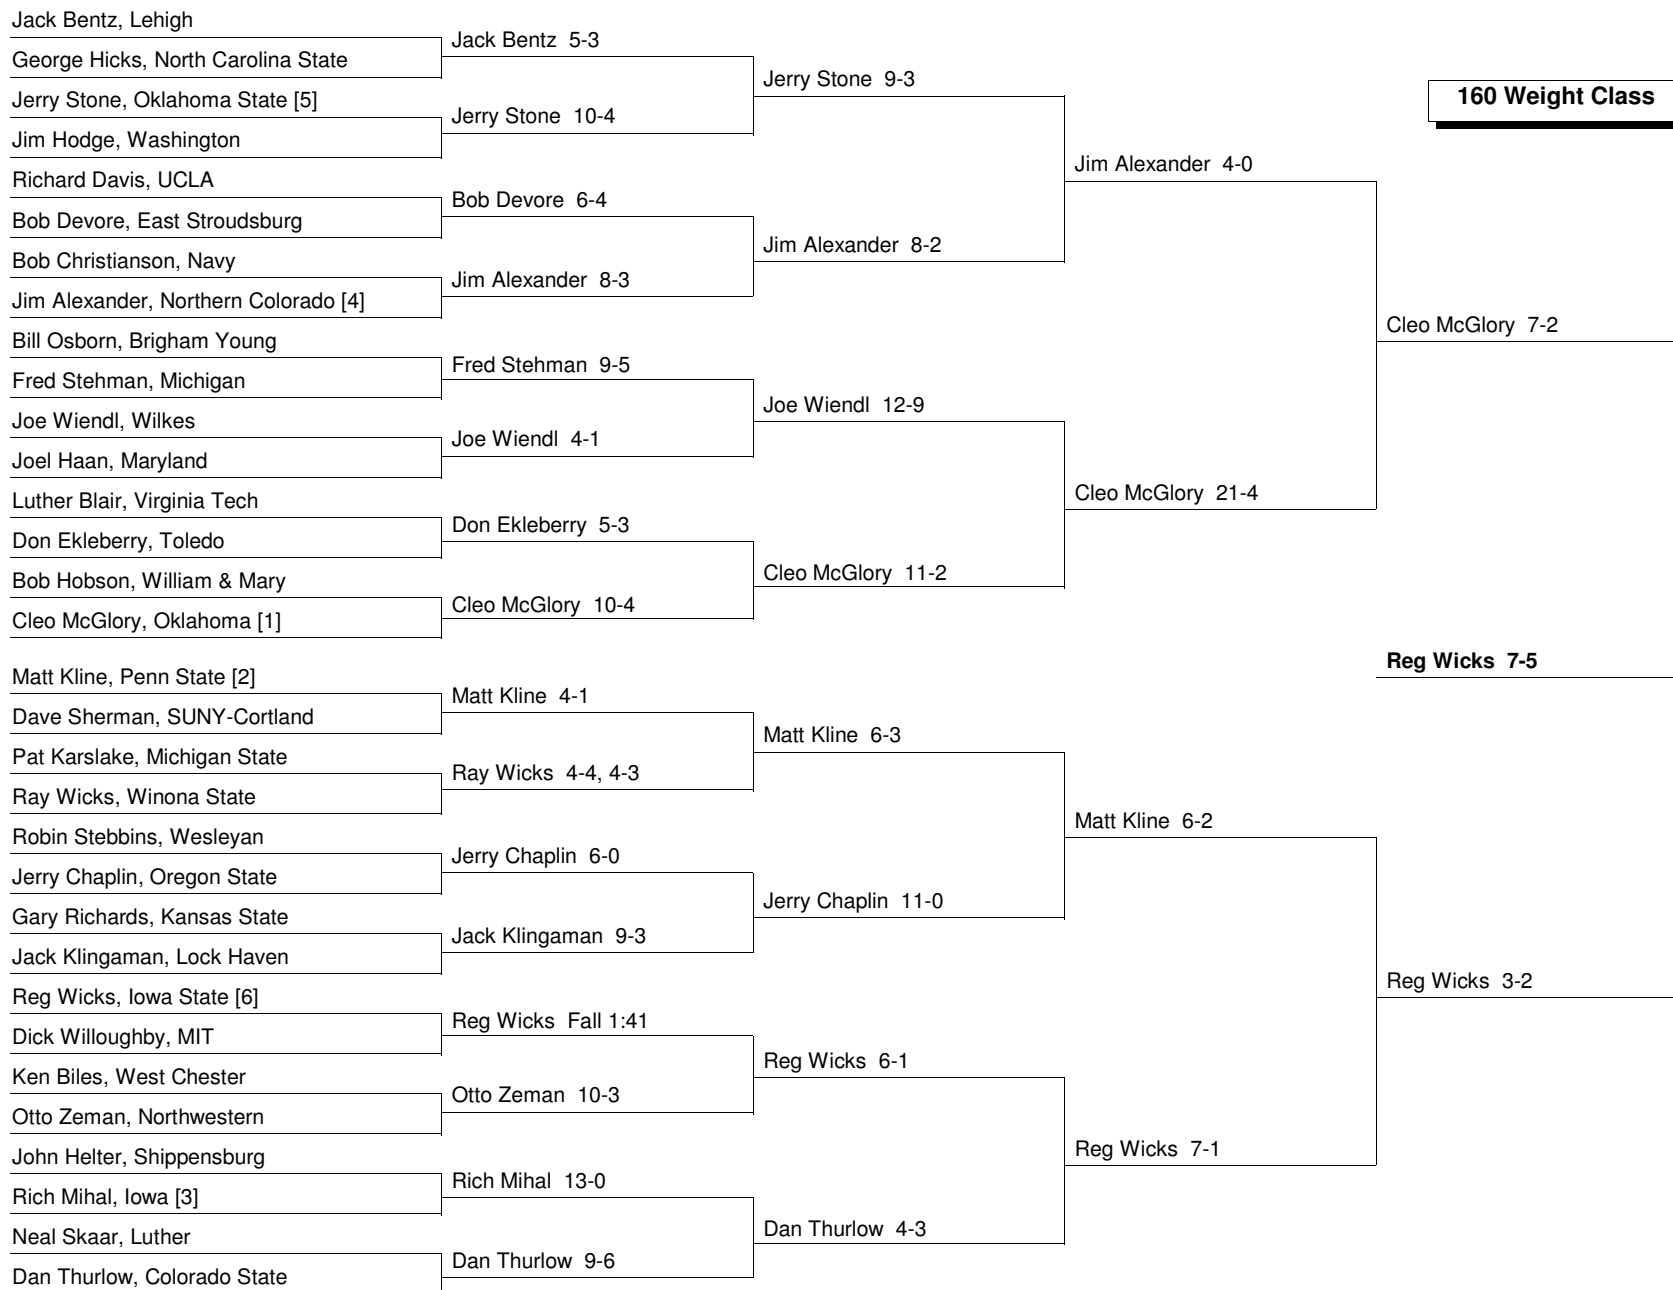 Jack Bentz, Lehigh
George Hicks, North Carolina State
Jerry Stone, Oklahoma State [5]
Jim Hodge, Washington
Richard Davis, UCLA
Bob Devore, East Stroudsburg
Bob Christianson, Navy
Jim Alexander, Northern Colorado [4]
Bill Osborn, Brigham Young
Fred Stehman, Michigan
Joe Wiendl, Wilkes
Joel Haan, Maryland
Luther Blair, Virginia Tech
Don Ekleberry, Toledo
Bob Hobson, William & Mary
Cleo McGlory, Oklahoma [1]
Matt Kline, Penn State [2]
Dave Sherman, SUNY-Cortland
Pat Karslake, Michigan State
Ray Wicks, Winona State
Robin Stebbins, Wesleyan
Jerry Chaplin, Oregon State
Gary Richards, Kansas State
Jack Klingaman, Lock Haven
Reg Wicks, Iowa State [6]
Dick Willoughby, MIT
Ken Biles, West Chester
Otto Zeman, Northwestern
John Helter, Shippensburg
Rich Mihal, Iowa [3]
Neal Skaar, Luther
Dan Thurlow, Colorado State
Jack Bentz 5-3
Jerry Stone 10-4
Bob Devore 6-4
Jim Alexander 8-3
Fred Stehman 9-5
Joe Wiendl 4-1
Don Ekleberry 5-3
Cleo McGlory 10-4
Matt Kline 4-1
Ray Wicks 4-4, 4-3
Jerry Chaplin 6-0
Jack Klingaman 9-3
Reg Wicks Fall 1:41
Otto Zeman 10-3
Rich Mihal 13-0
Dan Thurlow 9-6
Jerry Stone 9-3
Jim Alexander 8-2
Joe Wiendl 12-9
Cleo McGlory 11-2
Matt Kline 6-3
Jerry Chaplin 11-0
Reg Wicks 6-1
Dan Thurlow 4-3
Jim Alexander 4-0
Cleo McGlory 21-4
Matt Kline 6-2
Reg Wicks 7-1
160 Weight Class
Cleo McGlory 7-2
Reg Wicks 7-5
Reg Wicks 3-2